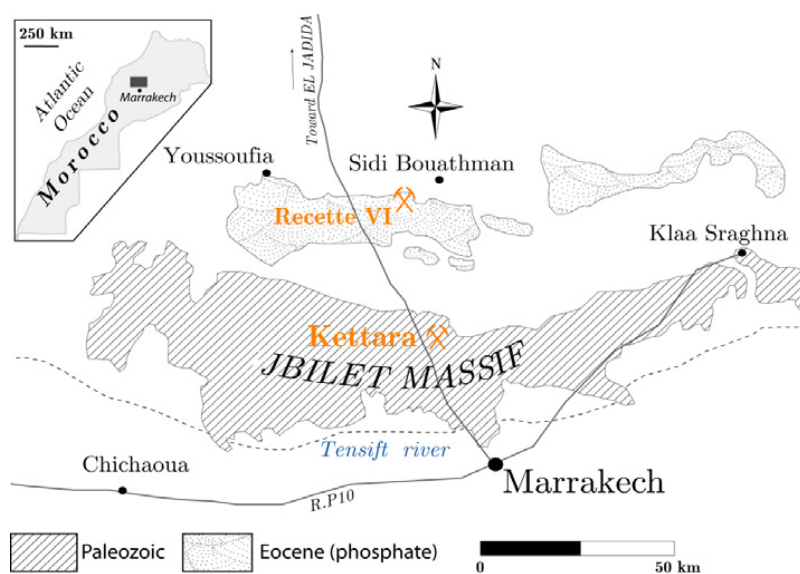 250 km
Atlantic
Ocean
Morocco
Marrakech
Toward EL JADIDA
N
Youssoufia
Sidi Bouathman
Recette VI
Klaa Sraghna
Kettara
JBILET MASSIF
Tensift river
Chichaoua
Marrakech
R.P10
Paleozoic
Eocene (phosphate)
0
50 km